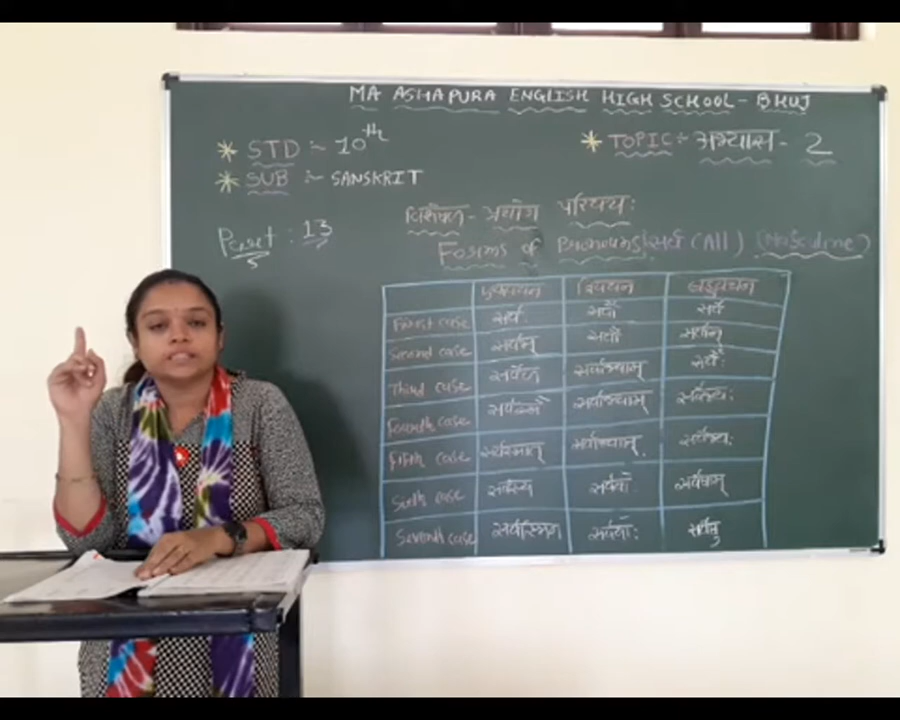 MA ASHAPURA ENGLISH HIGH SCHOOL - BHUJ
* STD :- 10th
* TOPIC :- अभ्यास - 2
* SUB :- SANSKRIT
Part : 13
विशेषण - प्रयोग परिचयः
Forms of Pronouns सर्व (All) (Masculine)
एकवचन द्विवचन बहुवचन
First case सर्व सर्वौ सर्वे
Second case सर्वम् सर्वौ सर्वान्
Third case सर्वेण सर्वाभ्याम् सर्वैः
Fourth case सर्वस्मै सर्वाभ्याम् सर्वेभ्यः
Fifth case सर्वस्मात् सर्वाभ्याम् सर्वेभ्यः
Sixth case सर्वस्य सर्वयो सर्वेषाम्
Seventh case सर्वस्मिन सर्वयोः सर्वेषु